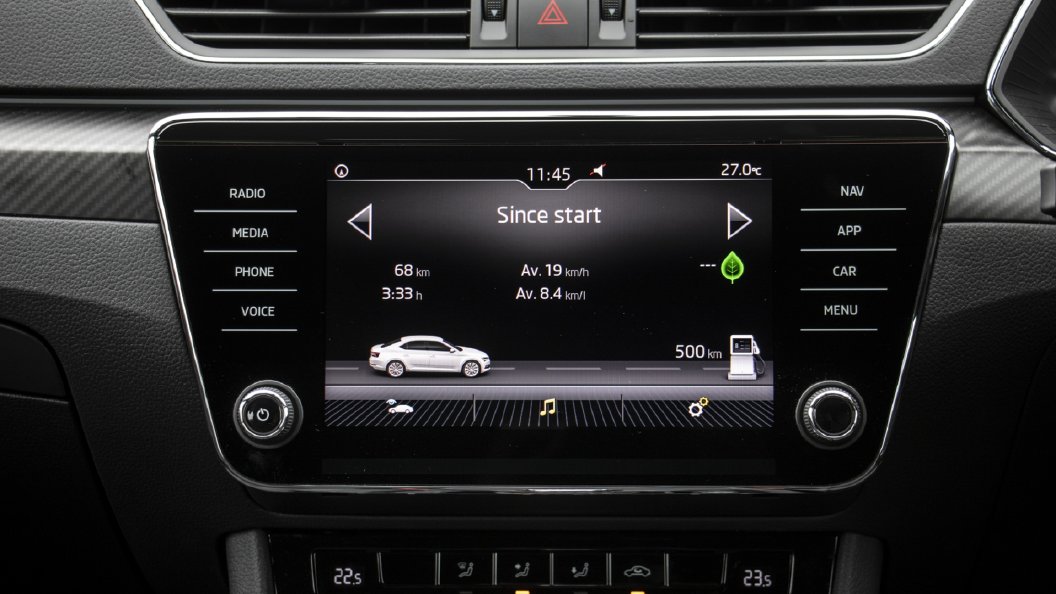 11:45
27.0°C
Since start
68 km
Av. 19 km/h
---
3:33 h
Av. 8.4 km/l
500 km
RADIO
MEDIA
PHONE
VOICE
NAV
APP
CAR
MENU
22.5
23.5